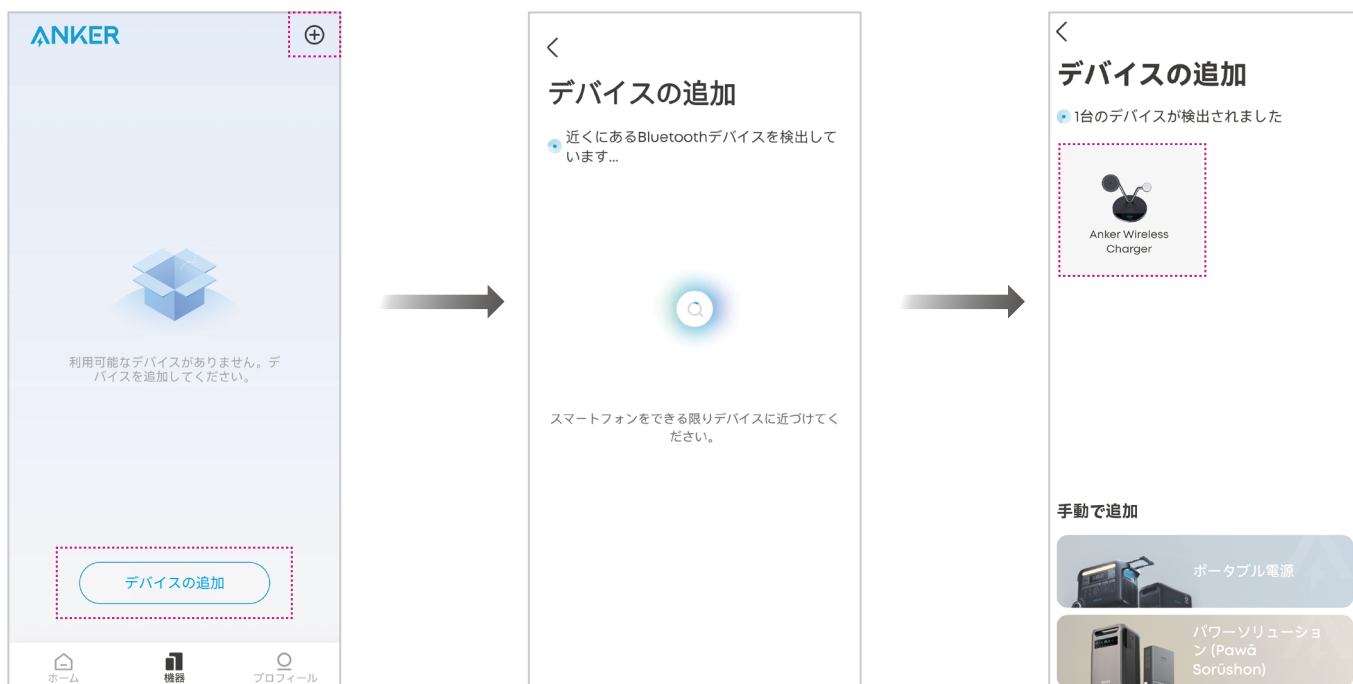 ANKER
利用可能なデバイスがありません。デ
バイスを追加してください。
デバイスの追加
ホーム
機器
プロフィール
デバイスの追加
近くにあるBluetoothデバイスを検出して
います...
スマートフォンをできる限りデバイスに近づけてく
ださい。
デバイスの追加
1台のデバイスが検出されました
Anker Wireless
Charger
手動で追加
ポータブル電源
パワーソリューショ
ン (Pawā
Sorūshon)